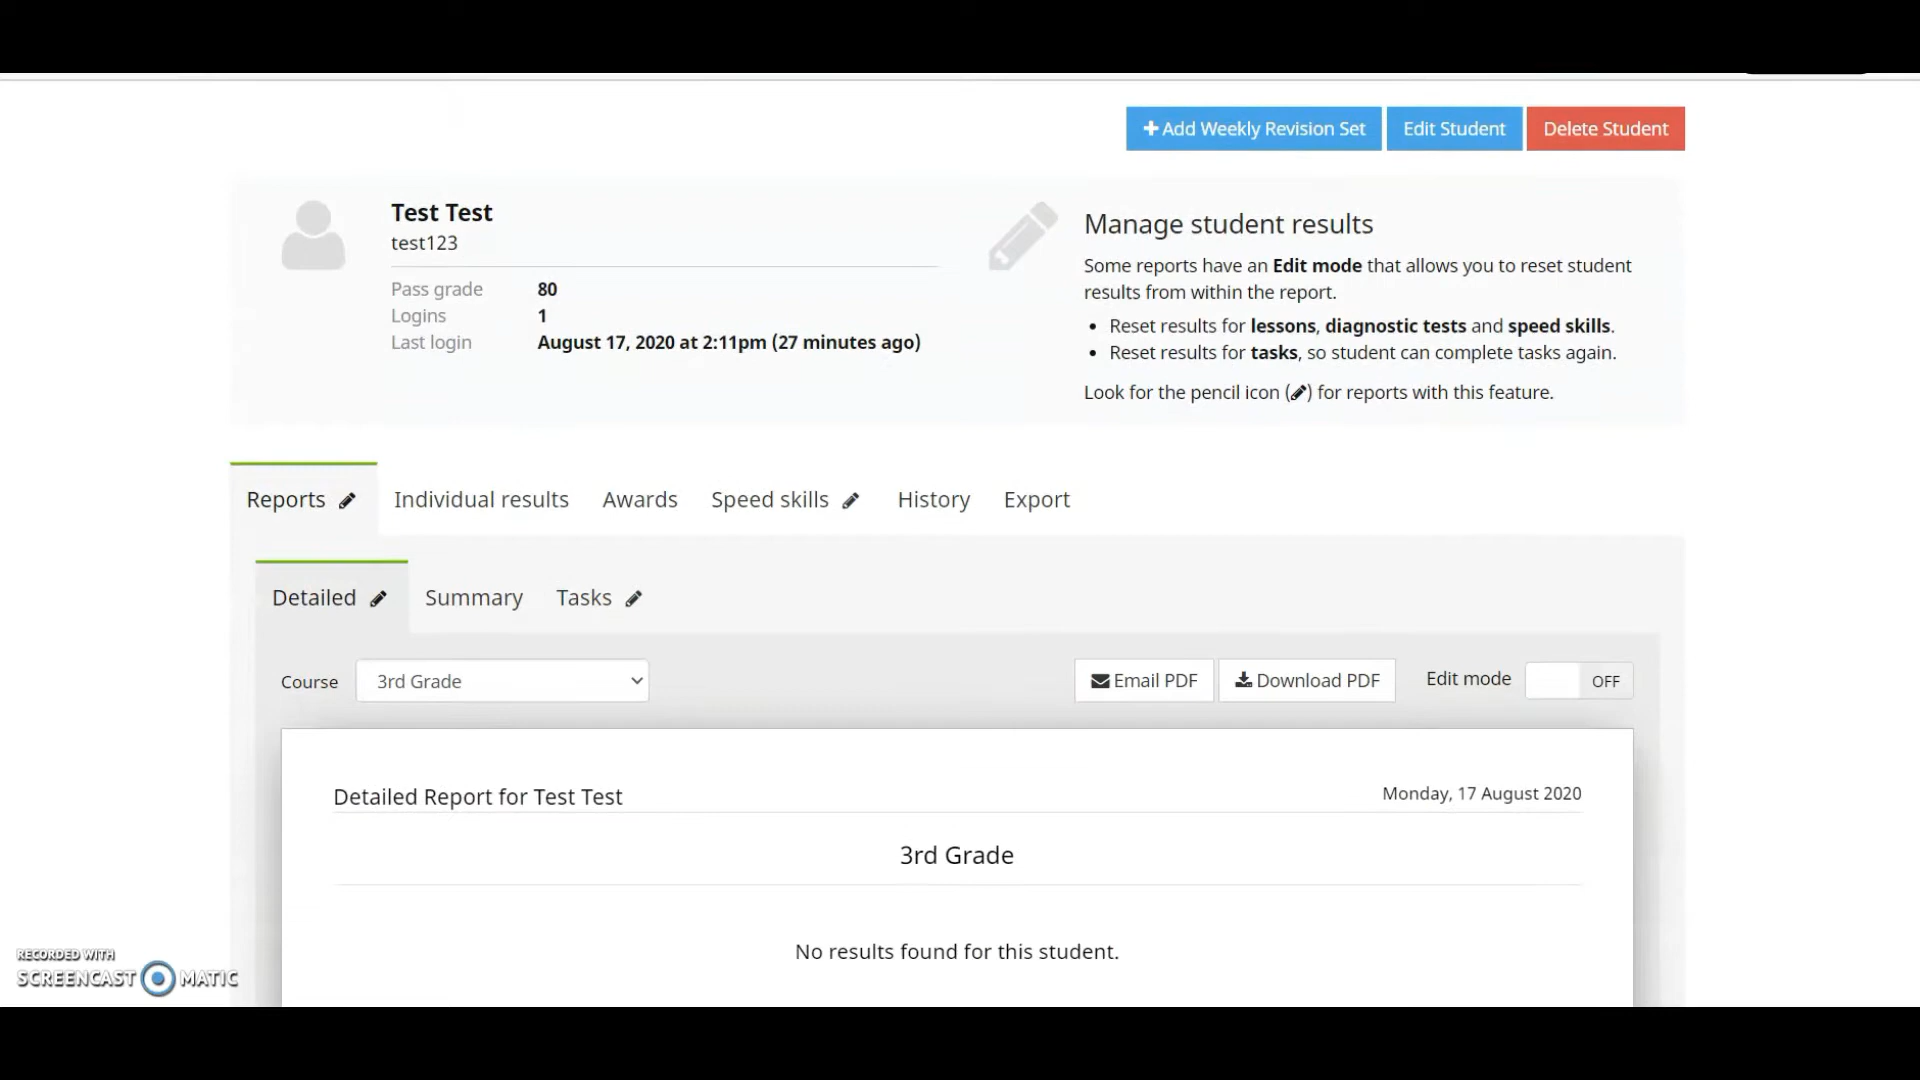 Add Weekly Revision Set Edit Student Delete Student
Test Test
test123
Pass grade 80
Logins 1
Last login August 17, 2020 at 2:11pm (27 minutes ago)
Manage student results
Some reports have an Edit mode that allows you to reset student
results from within the report.
• Reset results for lessons, diagnostic tests and speed skills.
• Reset results for tasks, so student can complete tasks again.
Look for the pencil icon () for reports with this feature.
Reports Individual results Awards Speed skills History Export
Detailed Summary Tasks
Course 3rd Grade Email PDF Download PDF Edit mode OFF
Detailed Report for Test Test Monday, 17 August 2020
3rd Grade
No results found for this student.
RECORDED WITH
SCREENCAST MATIC